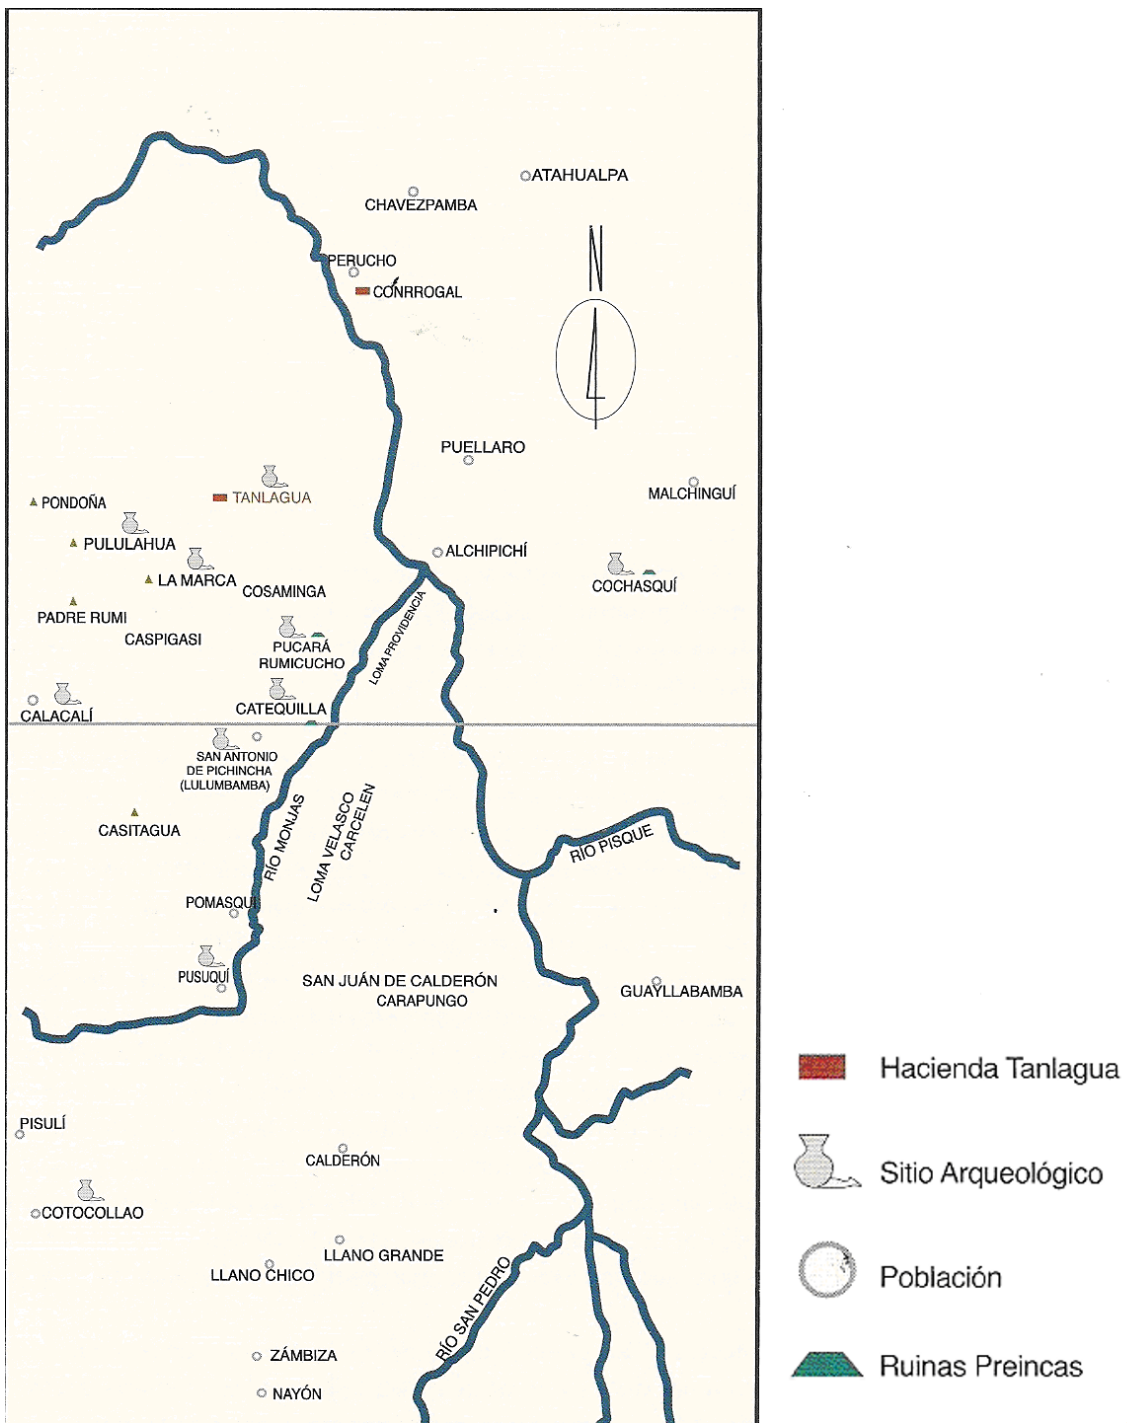 ATAHUALPA
CHAVEZPAMBA
N
PERUCHO
CONRROGAL
PUELLARO
MALCHINGUÍ
TANLAGUA
PONDOÑA
PULULAHUA
ALCHIPICHÍ
LA MARCA
COCHASQUÍ
COSAMINGA
PADRE RUMI
CASPIGASI
LOMA PROVIDENCIA
PUCARÁ
RUMICUCHO
CATEQUILLA
CALACALÍ
SAN ANTONIO
DE PICHINCHA
(LULUMBAMBA)
CASITAGUA
RÍO MONJAS
LOMA VELASCO
CARCELEN
RÍO PISQUE
POMASQUI
PUSUQUÍ
SAN JUÁN DE CALDERÓN
CARAPUNGO
GUAYLLABAMBA
PISULÍ
CALDERÓN
COTOCOLLAO
LLANO GRANDE
LLANO CHICO
RÍO SAN PEDRO
ZÁMBIZA
NAYÓN
Hacienda Tanlagua
Sitio Arqueológico
Población
Ruinas Preincas